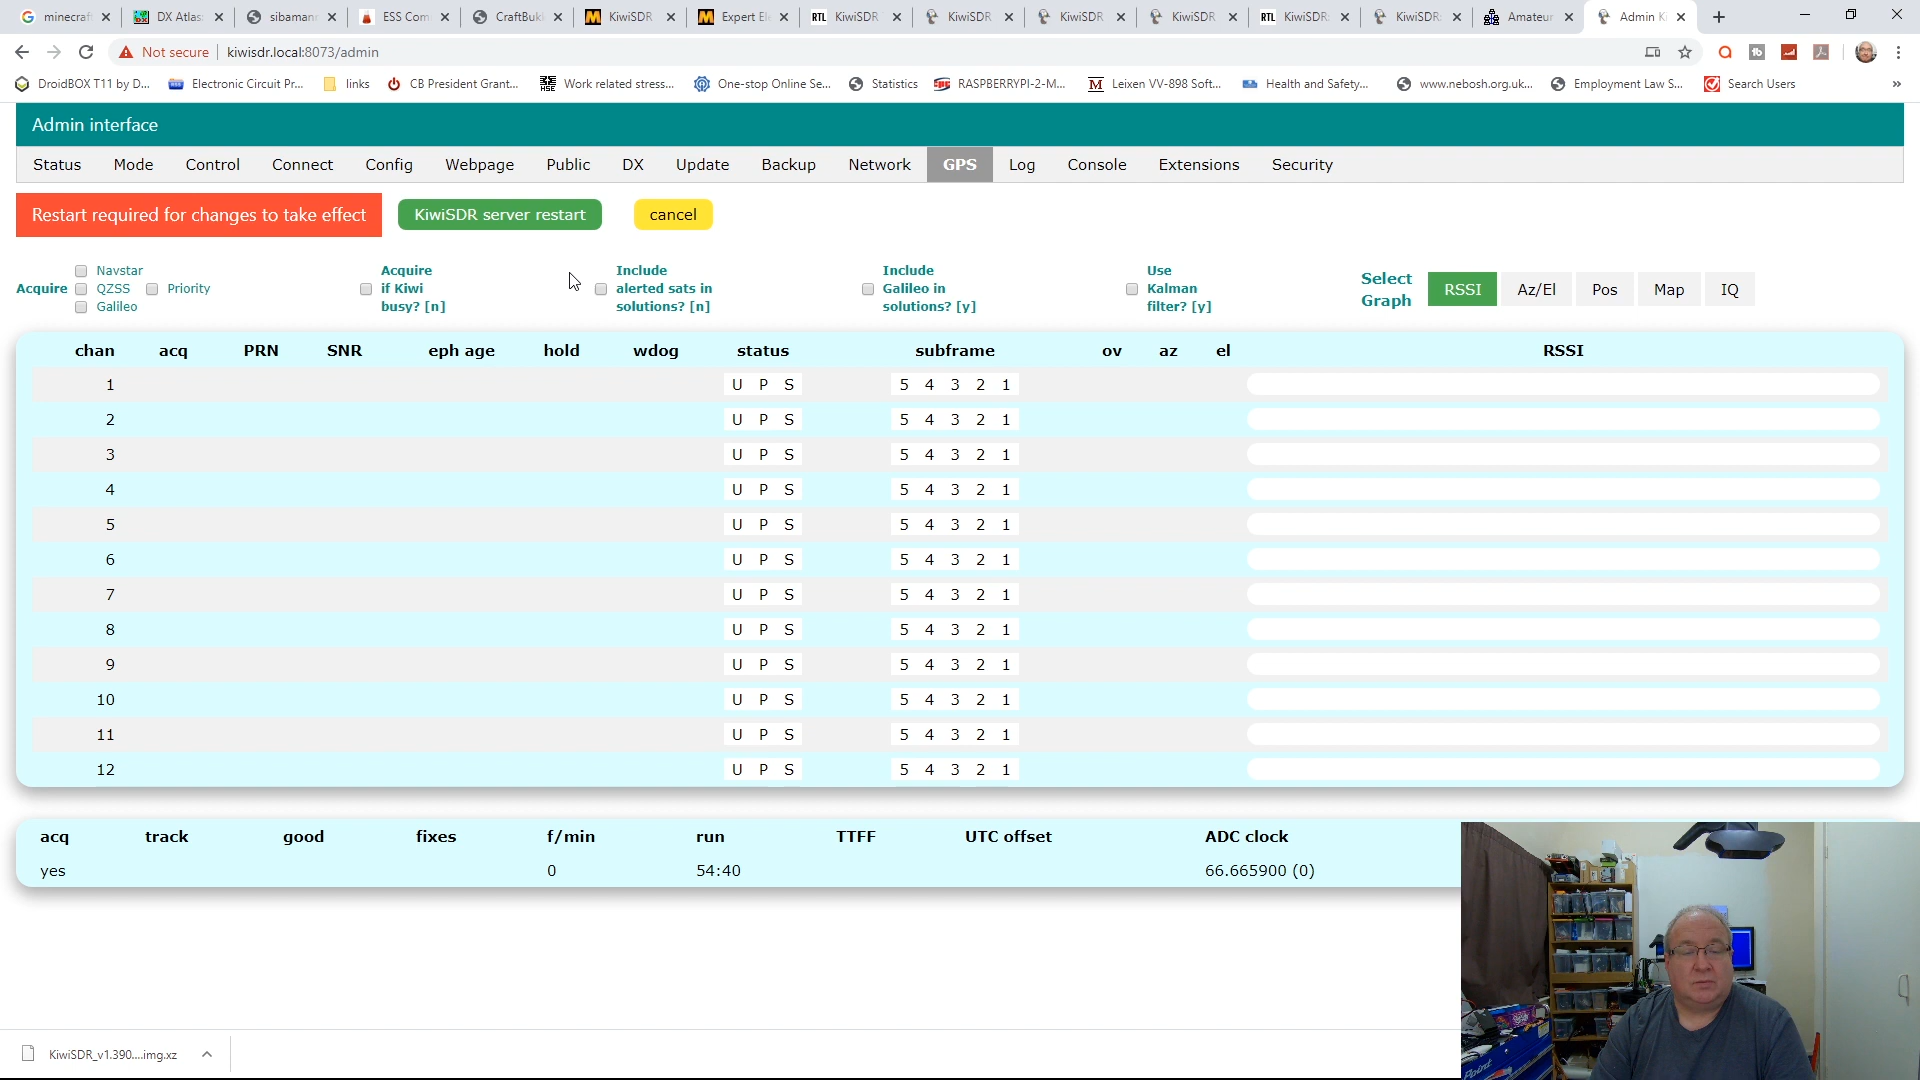 minecraft
DX Atlas
sibamann
ESS Com
CraftBuk
KiwiSDR
Expert Ele
KiwiSDR
KiwiSDR
KiwiSDR
KiwiSDR
KiwiSDR:
KiwiSDR:
Amateur
Admin Ki
Not secure
kiwisdr.local:8073/admin
DroidBOX T11 by D...
Electronic Circuit Pr...
links
CB President Grant...
Work related stress...
One-stop Online Se...
Statistics
RASPBERRYPI-2-M...
Leixen VV-898 Soft...
Health and Safety...
www.nebosh.org.uk...
Employment Law S...
Search Users
»
Admin interface
Status Mode Control Connect Config Webpage Public DX Update Backup Network GPS Log Console Extensions Security
Restart required for changes to take effect
KiwiSDR server restart
cancel
Acquire
Navstar
QZSS
Priority
Galileo
Acquire
if Kiwi
busy? [n]
Include
alerted sats in
solutions? [n]
Include
Galileo in
solutions? [y]
Use
Kalman
filter? [y]
Select
Graph
RSSI Az/El Pos Map IQ
chan acq PRN SNR eph age hold wdog status subframe ov az el RSSI
1 U P S 5 4 3 2 1
2 U P S 5 4 3 2 1
3 U P S 5 4 3 2 1
4 U P S 5 4 3 2 1
5 U P S 5 4 3 2 1
6 U P S 5 4 3 2 1
7 U P S 5 4 3 2 1
8 U P S 5 4 3 2 1
9 U P S 5 4 3 2 1
10 U P S 5 4 3 2 1
11 U P S 5 4 3 2 1
12 U P S 5 4 3 2 1
acq track good fixes f/min run TTFF UTC offset ADC clock
yes 0 54:40 66.665900 (0)
KiwiSDR_v1.390....img.xz